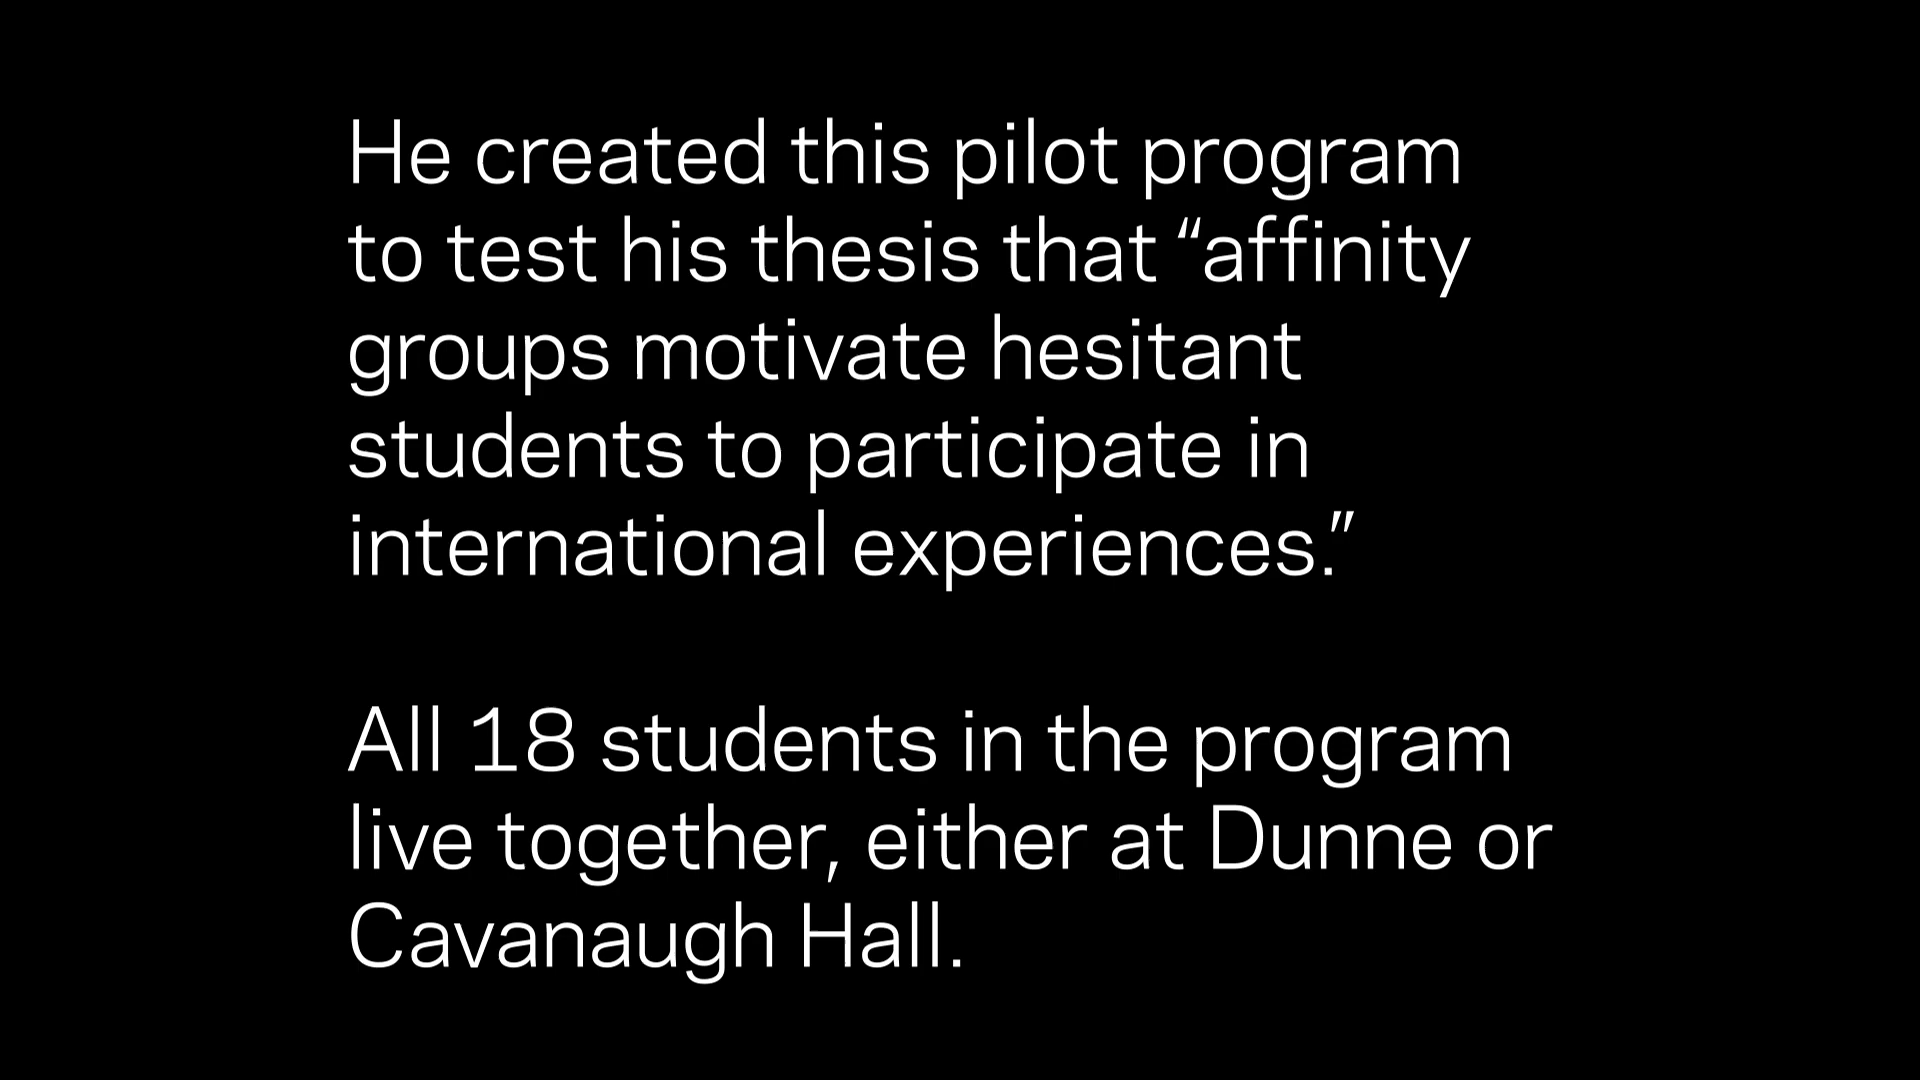 He created this pilot program
to test his thesis that “affinity
groups motivate hesitant
students to participate in
international experiences.”
All 18 students in the program
live together, either at Dunne or
Cavanaugh Hall.